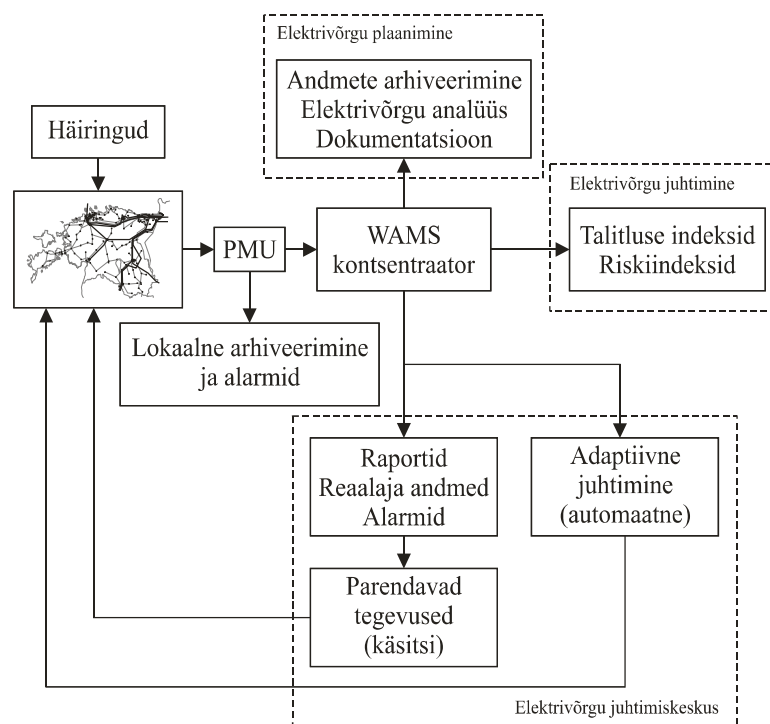 Elektrivõrgu plaanimine
Andmete arhiveerimine
Elektrivõrgu analüüs
Dokumentatsioon
Häiringud
Elektrivõrgu juhtimine
PMU
WAMS
kontsentraator
Talitluse indeksid
Riskiindeksid
Lokaalne arhiveerimine
ja alarmid
Raportid
Reaalaja andmed
Alarmid
Adaptiivne
juhtimine
(automaatne)
Parendavad
tegevused
(käsitsi)
Elektrivõrgu juhtimiskeskus